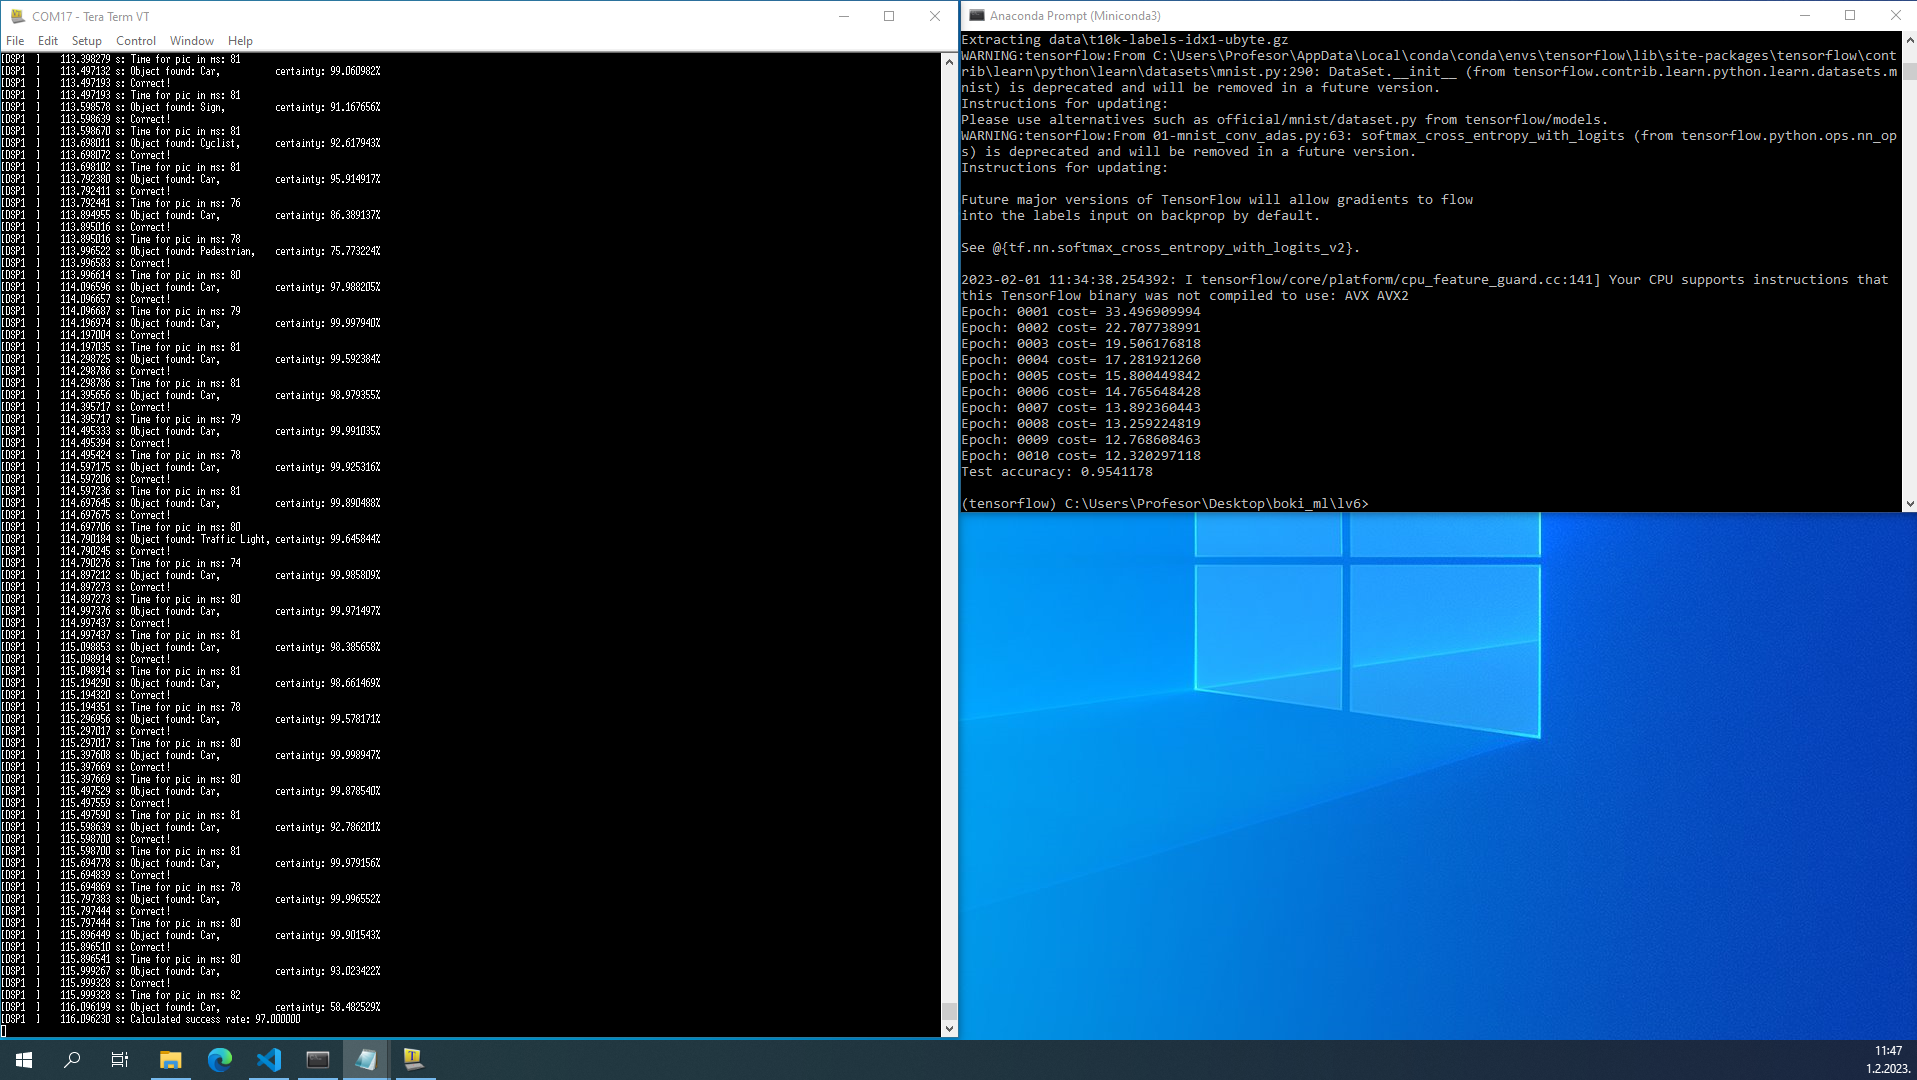 COM17 - Tera Term VT
File Edit Setup Control Window Help
[DSP1 ] 113.398279 s: Time for pic in ms: 81
[DSP1 ] 113.497132 s: Object found: Car, certainty: 99.060982%
[DSP1 ] 113.497193 s: Correct!
[DSP1 ] 113.497193 s: Time for pic in ms: 81
[DSP1 ] 113.598578 s: Object found: Sign, certainty: 91.167656%
[DSP1 ] 113.598639 s: Correct!
[DSP1 ] 113.598670 s: Time for pic in ms: 81
[DSP1 ] 113.698011 s: Object found: Cyclist, certainty: 92.617943%
[DSP1 ] 113.698072 s: Correct!
[DSP1 ] 113.698102 s: Time for pic in ms: 81
[DSP1 ] 113.792380 s: Object found: Car, certainty: 95.914917%
[DSP1 ] 113.792411 s: Correct!
[DSP1 ] 113.792441 s: Time for pic in ms: 76
[DSP1 ] 113.894955 s: Object found: Car, certainty: 86.389137%
[DSP1 ] 113.895016 s: Correct!
[DSP1 ] 113.895016 s: Time for pic in ms: 78
[DSP1 ] 113.996522 s: Object found: Pedestrian, certainty: 75.773224%
[DSP1 ] 113.996583 s: Correct!
[DSP1 ] 113.996614 s: Time for pic in ms: 80
[DSP1 ] 114.096596 s: Object found: Car, certainty: 97.988205%
[DSP1 ] 114.096657 s: Correct!
[DSP1 ] 114.096687 s: Time for pic in ms: 79
[DSP1 ] 114.196974 s: Object found: Car, certainty: 99.997940%
[DSP1 ] 114.197004 s: Correct!
[DSP1 ] 114.197035 s: Time for pic in ms: 81
[DSP1 ] 114.298725 s: Object found: Car, certainty: 99.592384%
[DSP1 ] 114.298786 s: Correct!
[DSP1 ] 114.298786 s: Time for pic in ms: 81
[DSP1 ] 114.395656 s: Object found: Car, certainty: 98.979355%
[DSP1 ] 114.395717 s: Correct!
[DSP1 ] 114.395717 s: Time for pic in ms: 79
[DSP1 ] 114.495333 s: Object found: Car, certainty: 99.991035%
[DSP1 ] 114.495394 s: Correct!
[DSP1 ] 114.495424 s: Time for pic in ms: 78
[DSP1 ] 114.597175 s: Object found: Car, certainty: 99.925316%
[DSP1 ] 114.597206 s: Correct!
[DSP1 ] 114.597236 s: Time for pic in ms: 81
[DSP1 ] 114.697645 s: Object found: Car, certainty: 99.890488%
[DSP1 ] 114.697675 s: Correct!
[DSP1 ] 114.697706 s: Time for pic in ms: 80
[DSP1 ] 114.790184 s: Object found: Traffic Light, certainty: 99.645844%
[DSP1 ] 114.790245 s: Correct!
[DSP1 ] 114.790276 s: Time for pic in ms: 74
[DSP1 ] 114.897212 s: Object found: Car, certainty: 99.985809%
[DSP1 ] 114.897273 s: Correct!
[DSP1 ] 114.897273 s: Time for pic in ms: 80
[DSP1 ] 114.997376 s: Object found: Car, certainty: 99.971497%
[DSP1 ] 114.997437 s: Correct!
[DSP1 ] 114.997437 s: Time for pic in ms: 81
[DSP1 ] 115.098853 s: Object found: Car, certainty: 98.385658%
[DSP1 ] 115.098914 s: Correct!
[DSP1 ] 115.098914 s: Time for pic in ms: 81
[DSP1 ] 115.194290 s: Object found: Car, certainty: 98.661469%
[DSP1 ] 115.194320 s: Correct!
[DSP1 ] 115.194351 s: Time for pic in ms: 78
[DSP1 ] 115.296956 s: Object found: Car, certainty: 99.578171%
[DSP1 ] 115.297017 s: Correct!
[DSP1 ] 115.297017 s: Time for pic in ms: 80
[DSP1 ] 115.397608 s: Object found: Car, certainty: 99.998947%
[DSP1 ] 115.397669 s: Correct!
[DSP1 ] 115.397669 s: Time for pic in ms: 80
[DSP1 ] 115.497529 s: Object found: Car, certainty: 99.878540%
[DSP1 ] 115.497559 s: Correct!
[DSP1 ] 115.497590 s: Time for pic in ms: 81
[DSP1 ] 115.598639 s: Object found: Car, certainty: 92.786201%
[DSP1 ] 115.598700 s: Correct!
[DSP1 ] 115.598700 s: Time for pic in ms: 81
[DSP1 ] 115.694778 s: Object found: Car, certainty: 99.979156%
[DSP1 ] 115.694839 s: Correct!
[DSP1 ] 115.694869 s: Time for pic in ms: 78
[DSP1 ] 115.797383 s: Object found: Car, certainty: 99.996552%
[DSP1 ] 115.797444 s: Correct!
[DSP1 ] 115.797444 s: Time for pic in ms: 80
[DSP1 ] 115.896449 s: Object found: Car, certainty: 99.901543%
[DSP1 ] 115.896510 s: Correct!
[DSP1 ] 115.896541 s: Time for pic in ms: 80
[DSP1 ] 115.999267 s: Object found: Car, certainty: 93.023422%
[DSP1 ] 115.999328 s: Correct!
[DSP1 ] 115.999328 s: Time for pic in ms: 82
[DSP1 ] 116.096199 s: Object found: Car, certainty: 58.482529%
[DSP1 ] 116.096230 s: Calculated success rate: 97.000000
Anaconda Prompt (Miniconda3)
Extracting data\t10k-labels-idx1-ubyte.gz
WARNING:tensorflow:From C:\Users\Profesor\AppData\Local\conda\conda\envs\tensorflow\lib\site-packages\tensorflow\cont
rib\learn\python\learn\datasets\mnist.py:290: DataSet.__init__ (from tensorflow.contrib.learn.python.learn.datasets.m
nist) is deprecated and will be removed in a future version.
Instructions for updating:
Please use alternatives such as official/mnist/dataset.py from tensorflow/models.
WARNING:tensorflow:From 01-mnist_conv_adas.py:63: softmax_cross_entropy_with_logits (from tensorflow.python.ops.nn_op
s) is deprecated and will be removed in a future version.
Instructions for updating:
Future major versions of TensorFlow will allow gradients to flow
into the labels input on backprop by default.
See @{tf.nn.softmax_cross_entropy_with_logits_v2}.
2023-02-01 11:34:38.254392: I tensorflow/core/platform/cpu_feature_guard.cc:141] Your CPU supports instructions that
this TensorFlow binary was not compiled to use: AVX AVX2
Epoch: 0001 cost= 33.496909994
Epoch: 0002 cost= 22.707738991
Epoch: 0003 cost= 19.506176818
Epoch: 0004 cost= 17.281921260
Epoch: 0005 cost= 15.800449842
Epoch: 0006 cost= 14.765648428
Epoch: 0007 cost= 13.892360443
Epoch: 0008 cost= 13.259224819
Epoch: 0009 cost= 12.768608463
Epoch: 0010 cost= 12.320297118
Test accuracy: 0.9541178
(tensorflow) C:\Users\Profesor\Desktop\boki_ml\lv6>
11:47
1.2.2023.